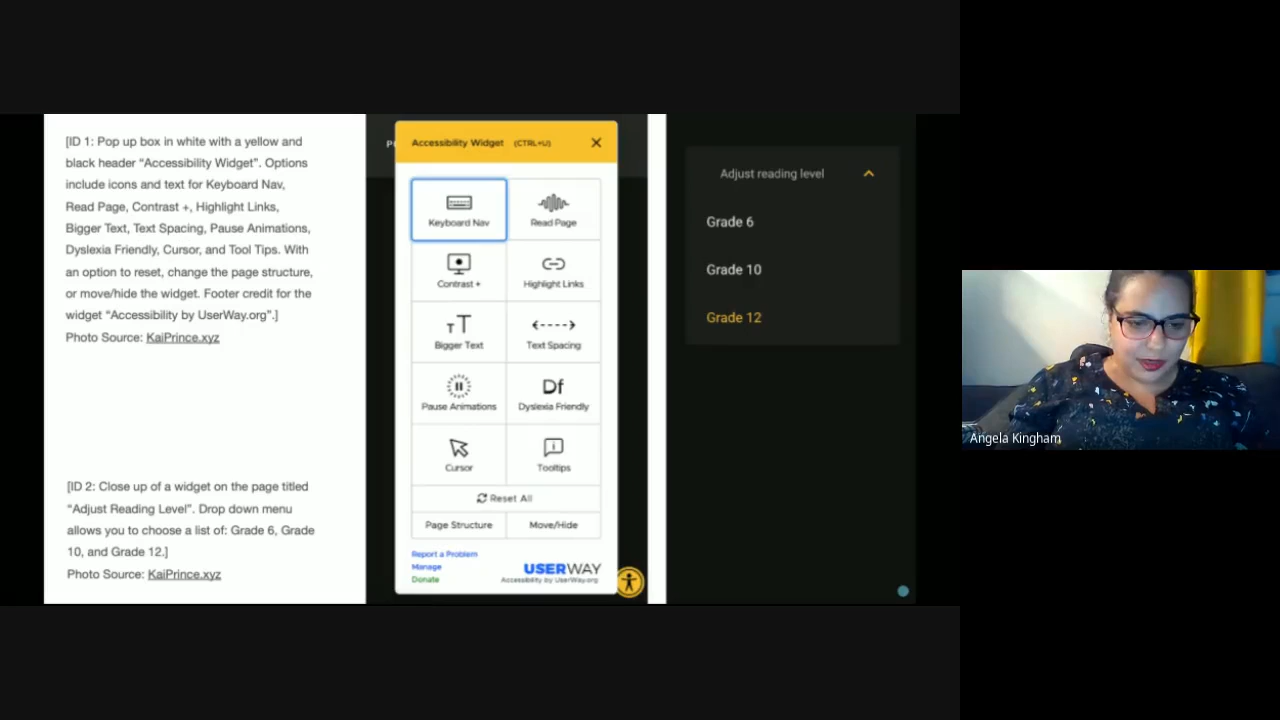 [ID 1: Pop up box in white with a yellow and
black header “Accessibility Widget”. Options
include icons and text for Keyboard Nav,
Read Page, Contrast +, Highlight Links,
Bigger Text, Text Spacing, Pause Animations,
Dyslexia Friendly, Cursor, and Tool Tips. With
an option to reset, change the page structure,
or move/hide the widget. Footer credit for the
widget “Accessibility by UserWay.org”.]
Photo Source: KaiPrince.xyz
[ID 2: Close up of a widget on the page titled
“Adjust Reading Level”. Drop down menu
allows you to choose a list of: Grade 6, Grade
10, and Grade 12.]
Photo Source: KaiPrince.xyz
Accessibility Widget (CTRL+U)
Keyboard Nav
Read Page
Contrast +
Highlight Links
Bigger Text
Text Spacing
Pause Animations
Df
Dyslexia Friendly
Cursor
Tooltips
Reset All
Page Structure
Move/Hide
Report a Problem
Manage
Donate
USERWAY
Accessibility by UserWay.org
Adjust reading level
Grade 6
Grade 10
Grade 12
Angela Kingham